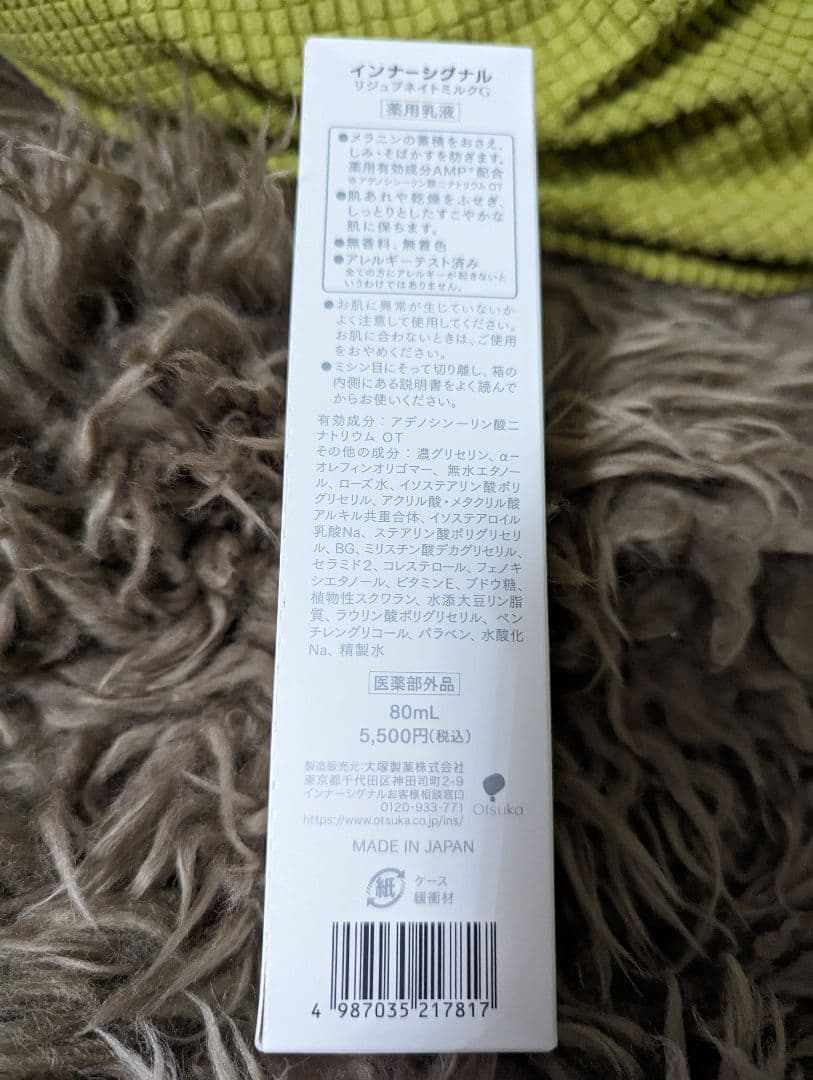 インナーシグナル
リジュブネイトミルクG
薬用乳液
●メラニンの蓄積をおさえ、
しみ・そばかすを防ぎます。
薬用有効成分AMP*配合
※アデノシン一リン酸二ナトリウム OT
●肌あれや乾燥をふせぎ、
しっとりとしたすこやかな
肌に保ちます。
●無香料、無着色
●アレルギーテスト済み
全ての方にアレルギーが起きないと
いうわけではありません。
●お肌に異常が生じていないか
よく注意して使用してください。
お肌に合わないときは、ご使用
をおやめください。
●ミシン目にそって切り離し、箱の
内側にある説明書をよく読んで
からお使いください。
有効成分：アデノシン一リン酸二
ナトリウム OT
その他の成分：濃グリセリン、α-
オレフィンオリゴマー、無水エタノー
ル、ローズ水、イソステアリン酸ポリ
グリセリル、アクリル酸・メタクリル酸
アルキル共重合体、イソステアロイル
乳酸Na、ステアリン酸ポリグリセリ
ル、BG、ミリスチン酸デカグリセリル、
セラミド2、コレステロール、フェノキ
シエタノール、ビタミンE、ブドウ糖、
植物性スクワラン、水添大豆リン脂
質、ラウリン酸ポリグリセリル、ペン
チレングリコール、パラベン、水酸化
Na、精製水
医薬部外品
80mL
5,500円(税込)
製造販売元:大塚製薬株式会社
東京都千代田区神田司町2-9
インナーシグナルお客様相談窓口
0120-933-771
https://www.otsuka.co.jp/ins/
Otsuka
MADE IN JAPAN
紙
ケース
緩衝材
4 987035 217817